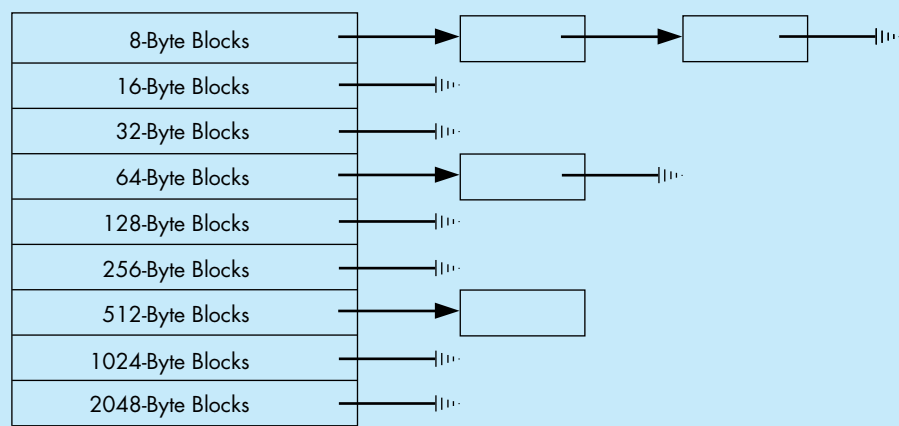 8-Byte Blocks
16-Byte Blocks
32-Byte Blocks
64-Byte Blocks
128-Byte Blocks
256-Byte Blocks
512-Byte Blocks
1024-Byte Blocks
2048-Byte Blocks